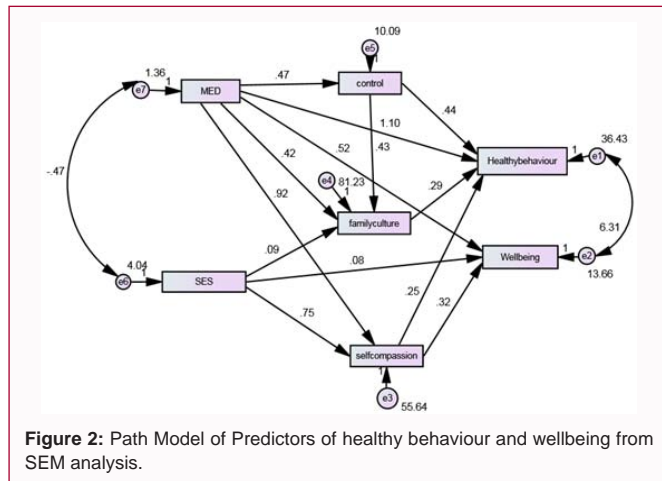 10.09
e5
1
1.36
e7
1
MED
.47
control
.44
1.10
36.43
.52
.43
Healthybehaviour
1
e1
.42
-.47
e4
81.23
1
.29
.92
familyculture
6.31
.09
4.04
e6
1
SES
.08
Wellbeing
1
e2
13.66
.25
.75
.32
selfcompassion
1
e3
55.64
Figure 2: Path Model of Predictors of healthy behaviour and wellbeing from
SEM analysis.